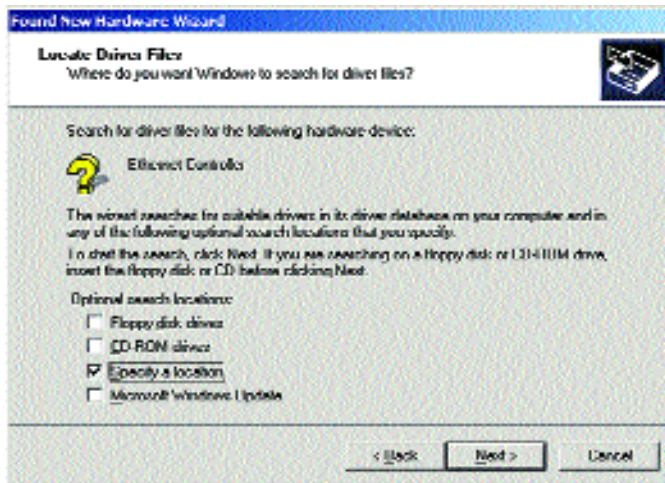 Found New Hardware Wizard
Locate Driver Files
Where do you want Windows to search for driver files?
Search for driver files for the following hardware device:
Ethernet Controller
The wizard searches for suitable drivers in its driver database on your computer and in
any of the following optional search locations that you specify.
To start the search, click Next. If you are searching on a floppy disk or CD-ROM drive,
insert the floppy disk or CD before clicking Next.
Optional search locations:
Floppy disk drives
CD-ROM drives
Specify a location
Microsoft Windows Update
< Back Next > Cancel